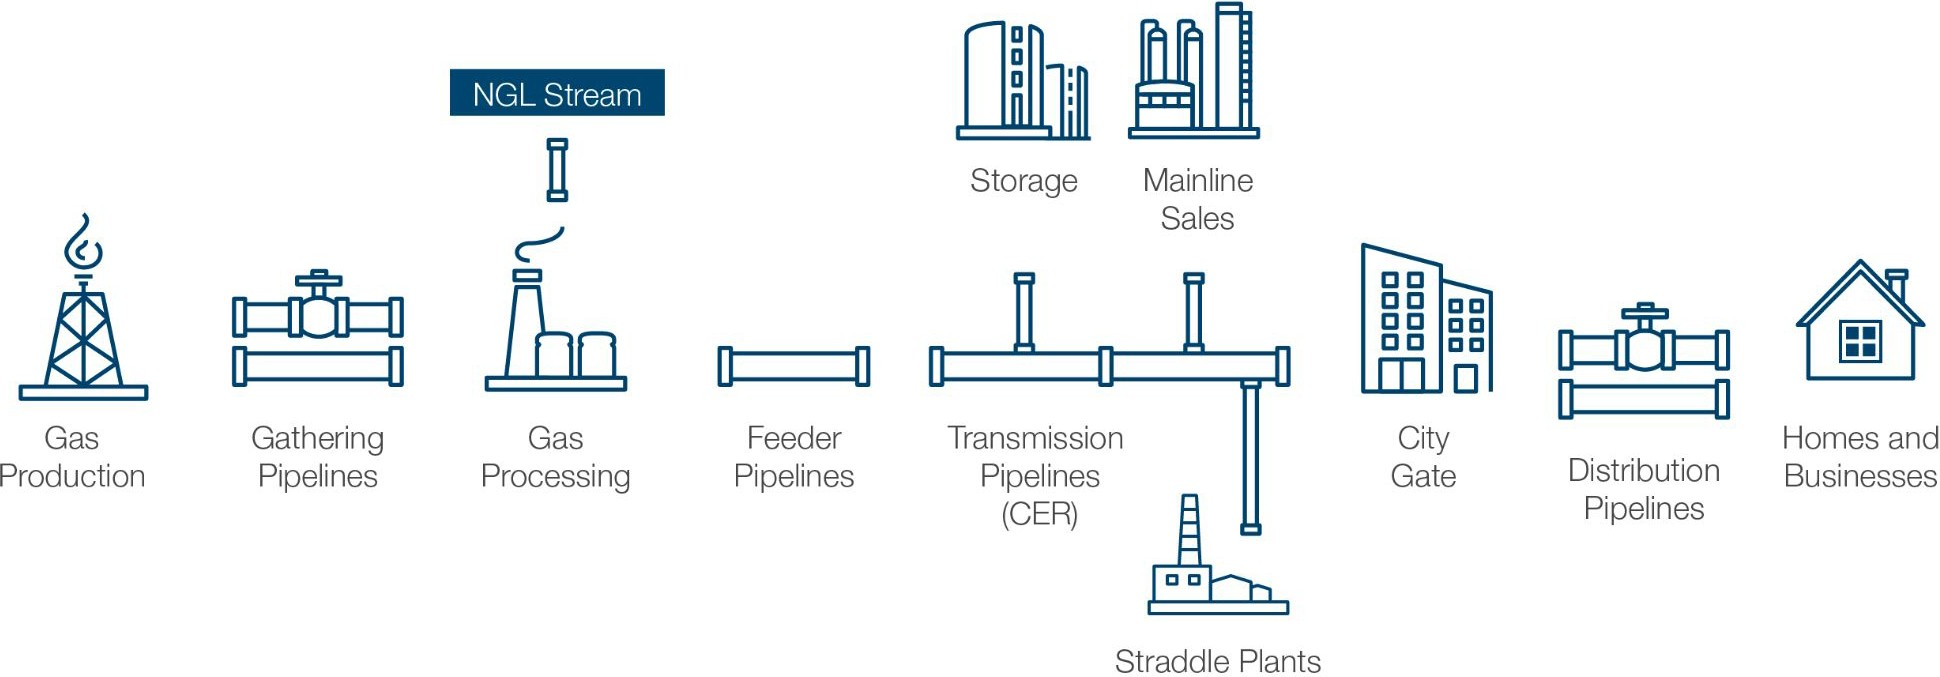 NGL Stream
Storage
Mainline
Sales
Gas
Production
Gathering
Pipelines
Gas
Processing
Feeder
Pipelines
Transmission
Pipelines
(CER)
City
Gate
Distribution
Pipelines
Homes and
Businesses
Straddle Plants